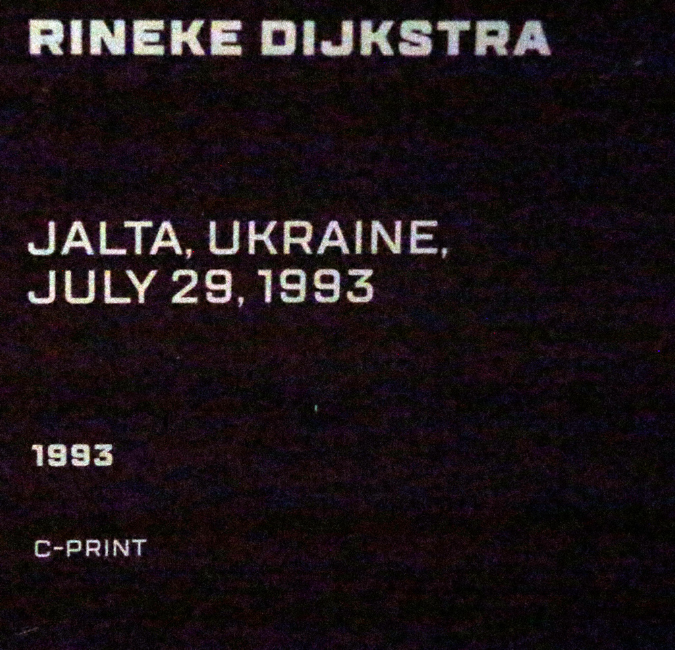 RINEKE DIJKSTRA
JALTA, UKRAINE,
JULY 29, 1993
1993
C-PRINT